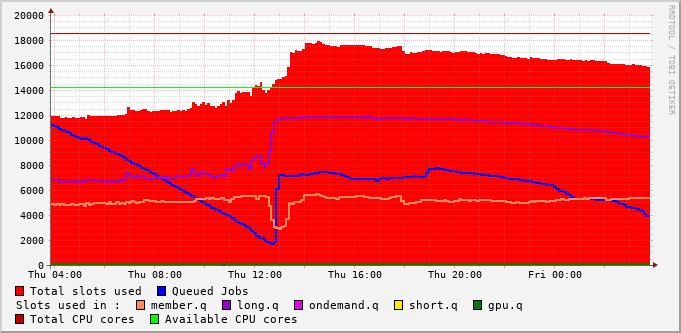 20000
18000
16000
14000
12000
10000
8000
6000
4000
2000
0
Thu 04:00 Thu 08:00 Thu 12:00 Thu 16:00 Thu 20:00 Fri 00:00
Total slots used Queued Jobs
Slots used in : member.q long.q ondemand.q short.q gpu.q
Total CPU cores Available CPU cores
RRDTOOL / TOBI OETIKER